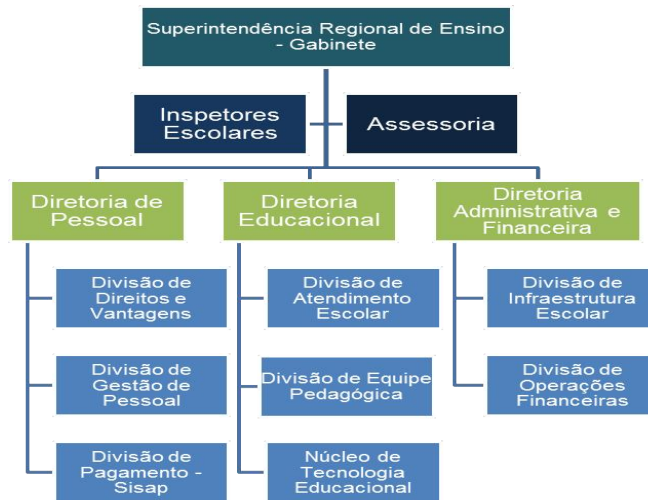 Superintendência Regional de Ensino
- Gabinete
Inspetores
Escolares
Assessoria
Diretoria de
Pessoal
Diretoria
Educacional
Diretoria
Administrativa e
Financeira
Divisão de
Direitos e
Vantagens
Divisão de
Atendimento
Escolar
Divisão de
Infraestrutura
Escolar
Divisão de
Gestão de
Pessoal
Divisão de Equipe
Pedagógica
Divisão de
Operações
Financeiras
Divisão de
Pagamento -
Sisap
Núcleo de
Tecnologia
Educacional